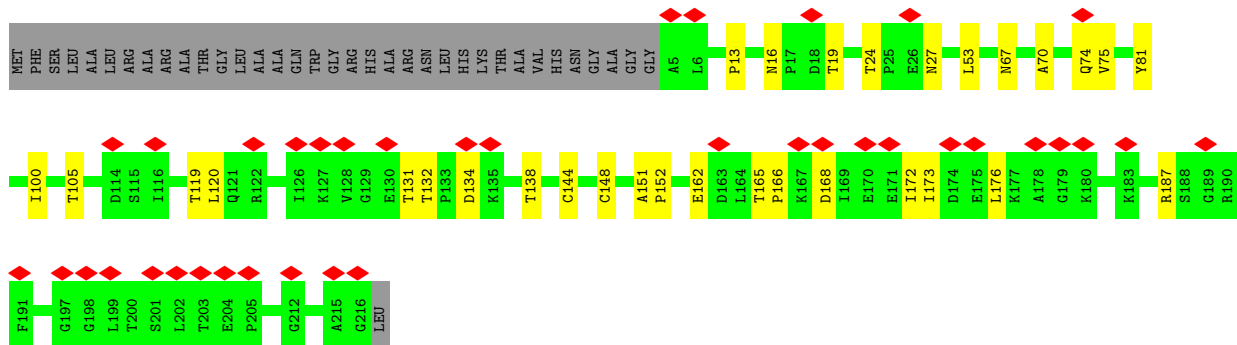 MET PHE SER LEU ALA LEU ARG ALA ARG ALA THR GLY LEU ALA ALA GLN TRP GLY ARG HIS ALA ARG ASN LEU HIS LYS THR ALA VAL HIS ASN GLY ALA GLY GLY A5 L6 P13 N16 P17 D18 T19 T24 P25 E26 N27 L53 N67 A70 Q74 V75 Y81
I100 T105 D114 S115 I116 T119 L120 Q121 R122 I126 K127 V128 G129 E130 T131 T132 P133 D134 K135 T138 C144 C148 A151 P152 E162 D163 L164 T165 P166 K167 D168 I169 E170 E171 I172 I173 D174 E175 L176 K177 A178 G179 K180 K183 R187 S188 G189 R190
F191 G197 G198 L199 T200 S201 L202 T203 E204 P205 G212 A215 G216 LEU